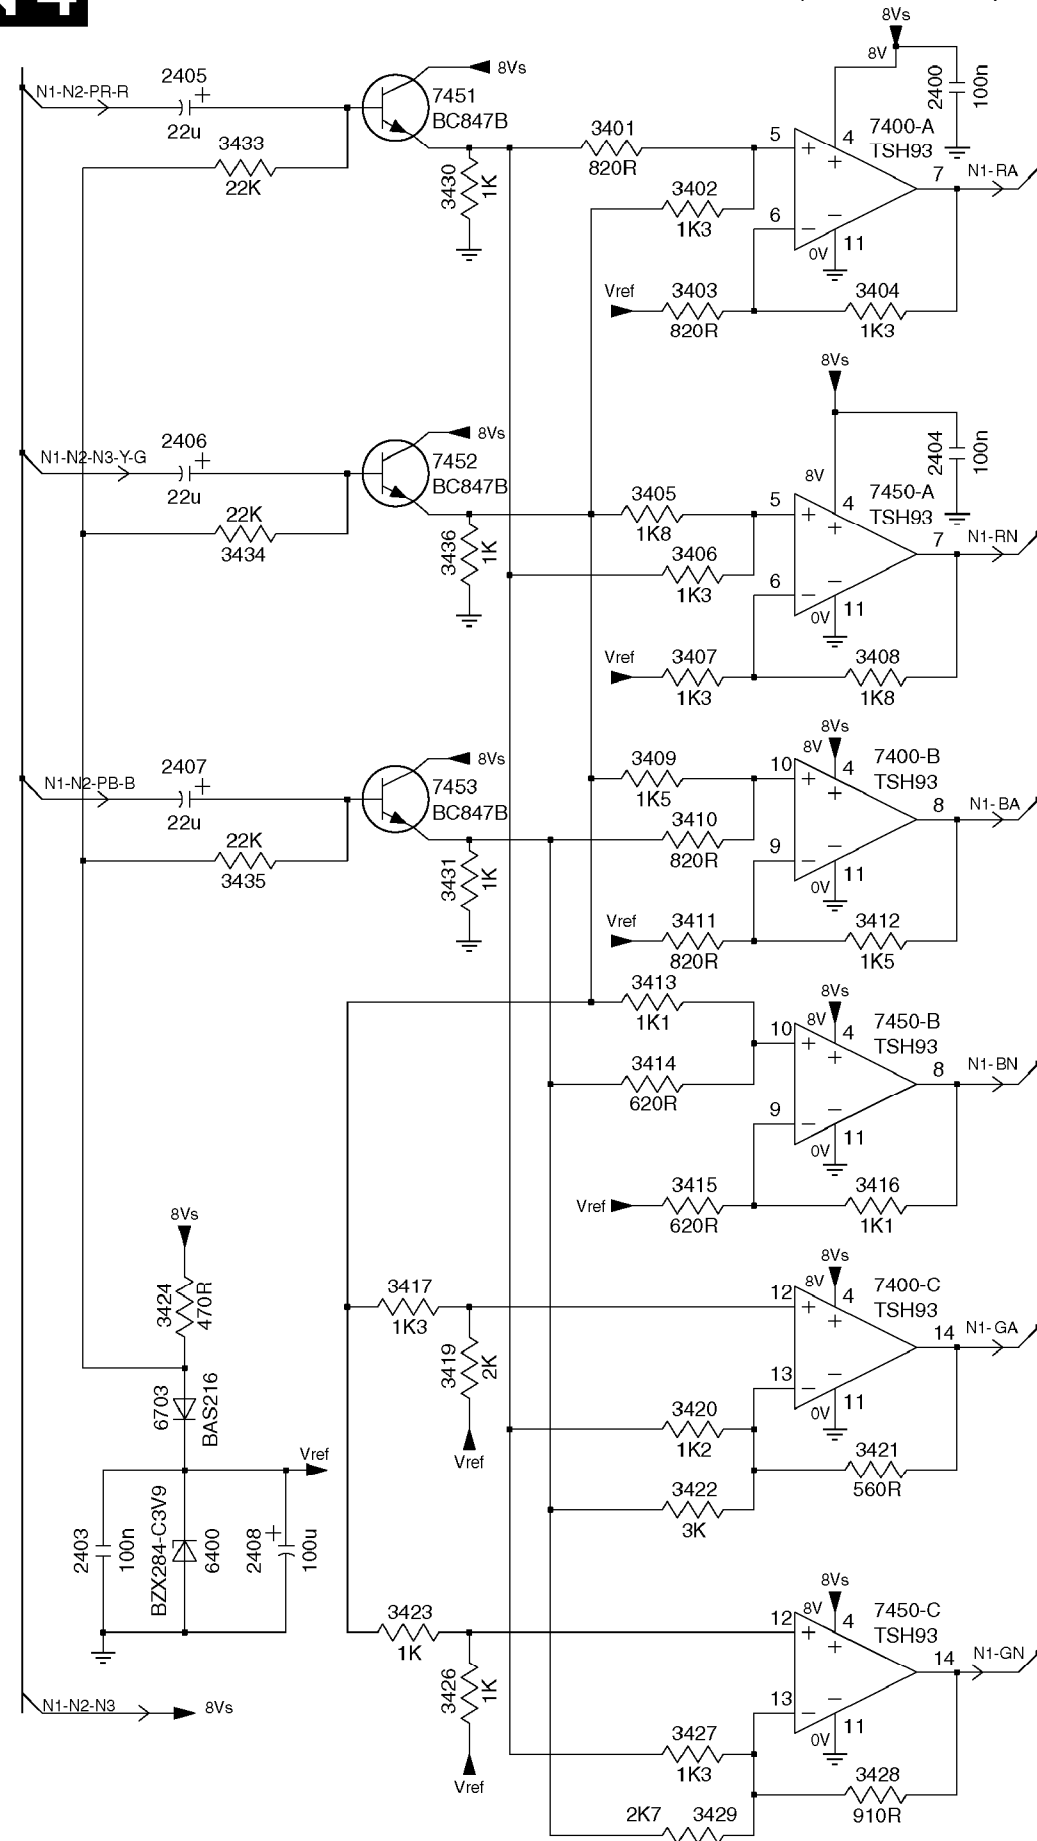 8Vs
8V
2400
100n
N1-N2-PR-R
2405
+
22u
3433
22K
8Vs
7451
BC847B
3430
1K
3401
820R
3402
1K3
5
+
+
4
7400-A
TSH93
7
N1-RA
6
−
−
11
0V
Vref
3403
820R
3404
1K3
8Vs
2404
100n
N1-N2-N3-Y-G
2406
+
22u
22K
3434
8Vs
7452
BC847B
3436
1K
3405
1K8
3406
1K3
8V
5
+
+
4
7450-A
TSH93
7
N1-RN
6
−
−
11
0V
Vref
3407
1K3
3408
1K8
N1-N2-PB-B
2407
+
22u
22K
3435
8Vs
7453
BC847B
3431
1K
3409
1K5
3410
820R
8Vs
8V
10
+
+
4
7400-B
TSH93
8
N1-BA
9
−
−
11
0V
Vref
3411
820R
3412
1K5
3413
1K1
3414
620R
8Vs
8V
10
+
+
4
7450-B
TSH93
8
N1-BN
9
−
−
11
0V
Vref
3415
620R
3416
1K1
8Vs
3424
470R
6703
BAS216
Vref
2403
100n
BZX284-C3V9
6400
2408
+
100u
3417
1K3
3419
2K
Vref
8Vs
8V
12
+
+
4
7400-C
TSH93
14
N1-GA
13
−
−
11
0V
3420
1K2
3421
560R
3422
3K
3423
1K
3426
1K
Vref
8Vs
8V
12
+
+
4
7450-C
TSH93
14
N1-GN
13
−
−
11
0V
3427
1K3
3428
910R
2K7 3429
N1-N2-N3
8Vs